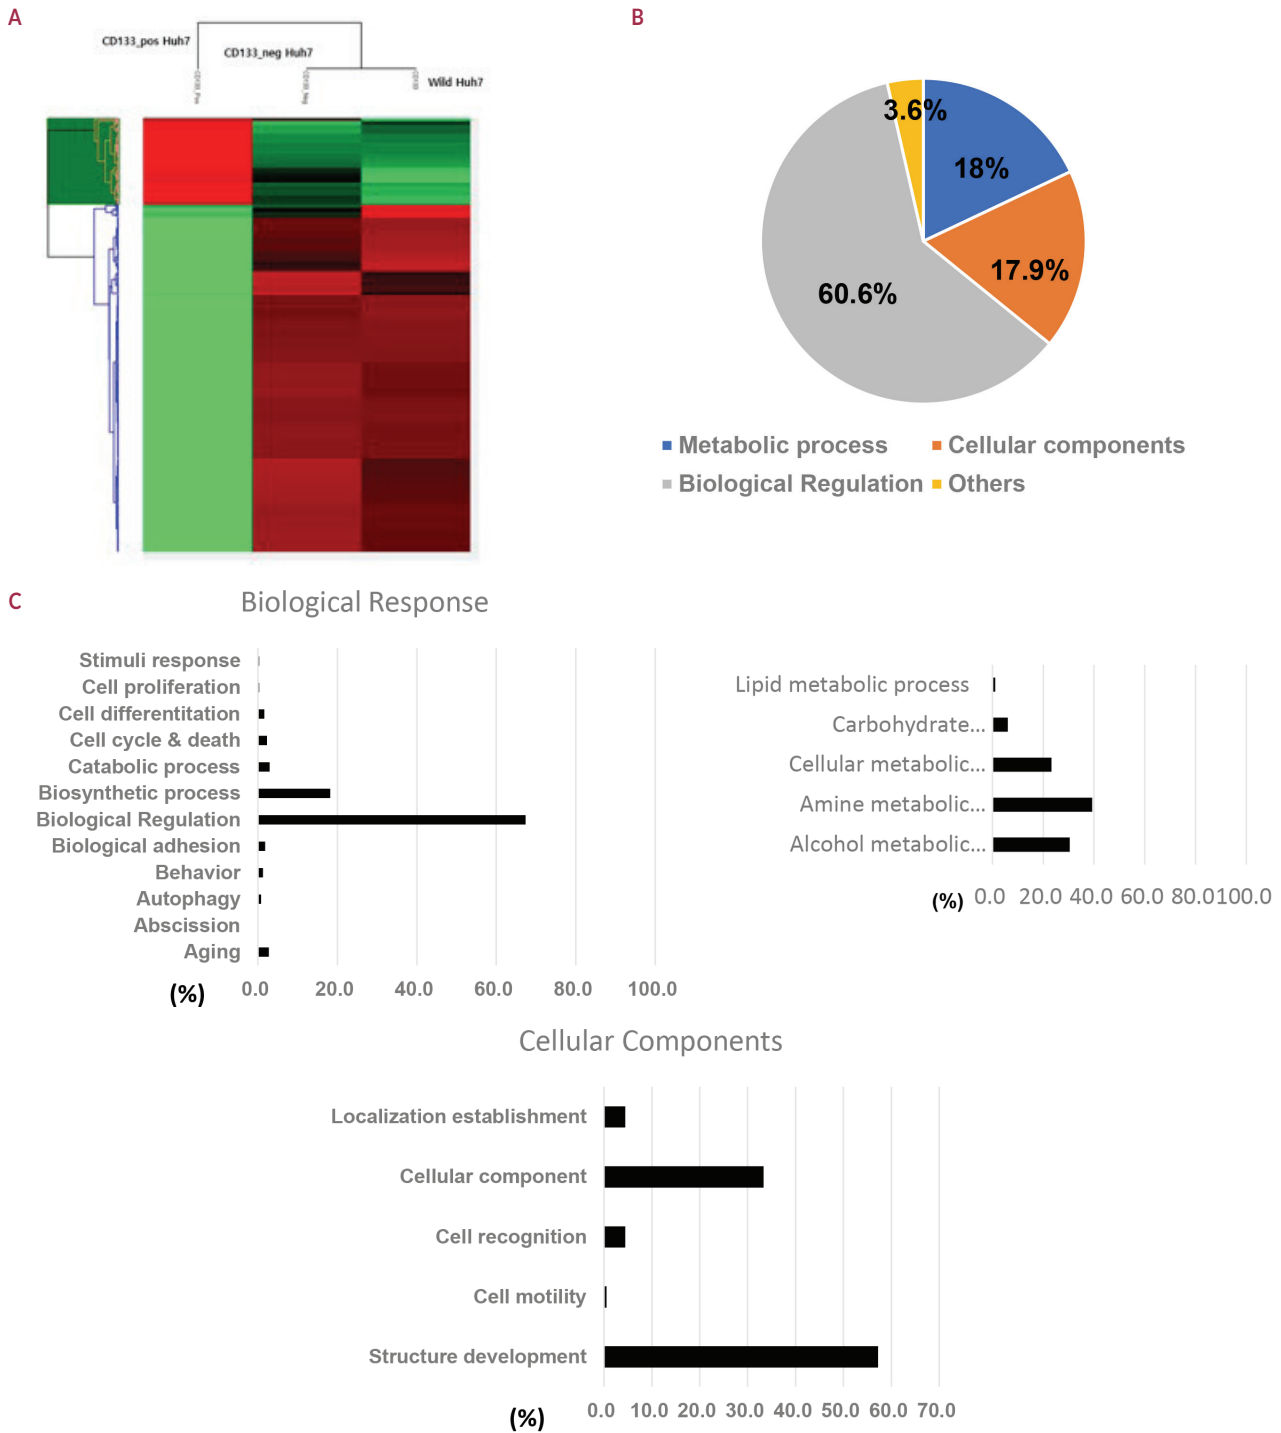 A
CD133_pos Huh7
CD133_neg Huh7
Wild Huh7
B
3.6%
18%
17.9%
60.6%
Metabolic process
Cellular components
Biological Regulation
Others
C
Biological Response
Stimuli response
Cell proliferation
Cell differentitation
Cell cycle & death
Catabolic process
Biosynthetic process
Biological Regulation
Biological adhesion
Behavior
Autophagy
Abscission
Aging
(%)
0.0 20.0 40.0 60.0 80.0 100.0
Lipid metabolic process
Carbohydrate...
Cellular metabolic...
Amine metabolic...
Alcohol metabolic...
(%) 0.0 20.0 40.0 60.0 80.0 100.0
Cellular Components
Localization establishment
Cellular component
Cell recognition
Cell motility
Structure development
(%)
0.0 10.0 20.0 30.0 40.0 50.0 60.0 70.0